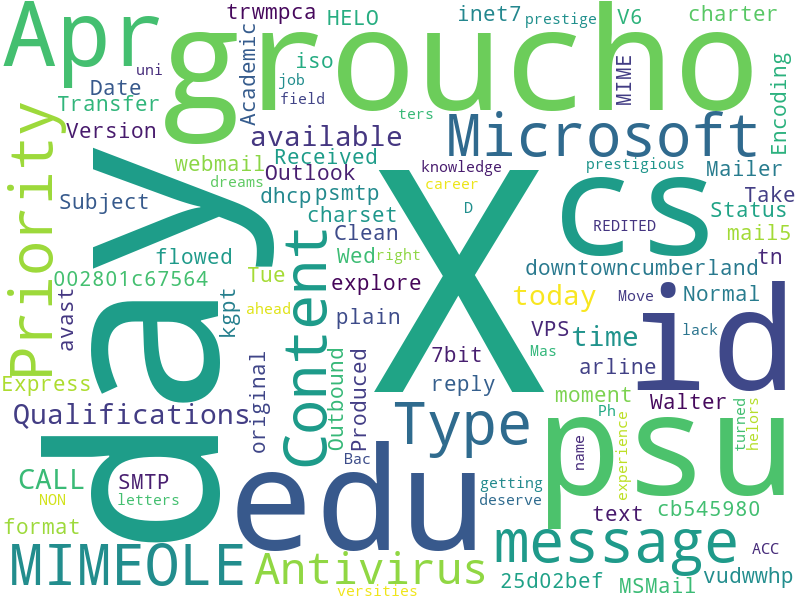 Apr
groucho
trwmpca
HELO
inet7
prestige
V6
charter
uni
Date
Transfer
Version
Academic
iso
job
field
ters
MIME
Encoding
Priority
day
webmail
dreams
available
Received
Outlook
dhcp
psmtp
charset
Clean
Microsoft
knowledge
career
D
X
cs
prestigious
Mailer
Take
Status
mail5
REDITED
tn
Subject
flowed
002801c67564
Tue
ahead
avast
kgpt
Content
Wed
right
explore
plain
downtowncumberland
today
Move
Normal
id
VPS
time
lack
Mas
arline
7bit
reply
Express
Qualifications
original
Outbound
Produced
Type
moment
Ph
Walter
psu
name
experience
turned
helors
CALL
NON
SMTP
letters
format
edu
Bac
getting
deserve
text
cb545980
message
ACC
MIMEOLE
Antivirus
versities
25d02bef
MSMail
vudwwhp